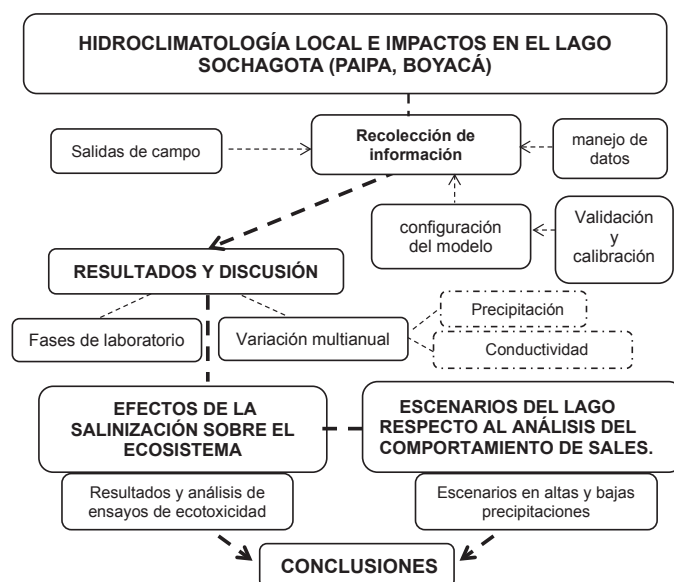 HIDROCLIMATOLOGÍA LOCAL E IMPACTOS EN EL LAGO
SOCHAGOTA (PAIPA, BOYACÁ)
Salidas de campo
Recolección de
información
manejo de
datos
configuración
del modelo
Validación
y
calibración
RESULTADOS Y DISCUSIÓN
Fases de laboratorio
Variación multianual
Precipitación
Conductividad
EFECTOS DE LA
SALINIZACIÓN SOBRE EL
ECOSISTEMA
ESCENARIOS DEL LAGO
RESPECTO AL ANÁLISIS DEL
COMPORTAMIENTO DE SALES.
Resultados y análisis de
ensayos de ecotoxicidad
Escenarios en altas y bajas
precipitaciones
CONCLUSIONES